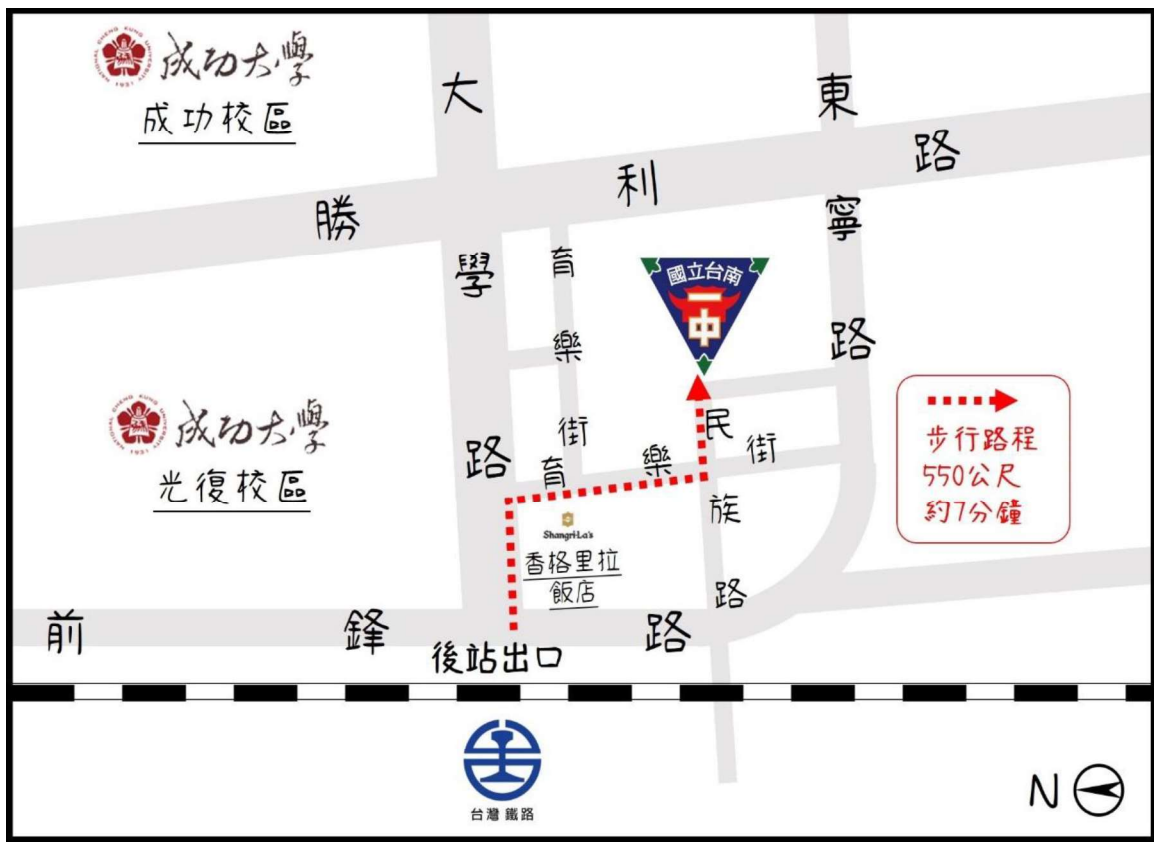 成功大學
成功校區
大學路
東寧路
勝利路
育樂街
國立台南
一中
成功大學
光復校區
民族路
育樂街
步行路程
550公尺
約7分鐘
Shangri-La's
香格里拉
飯店
前鋒路
後站出口
台灣 鐵路
N